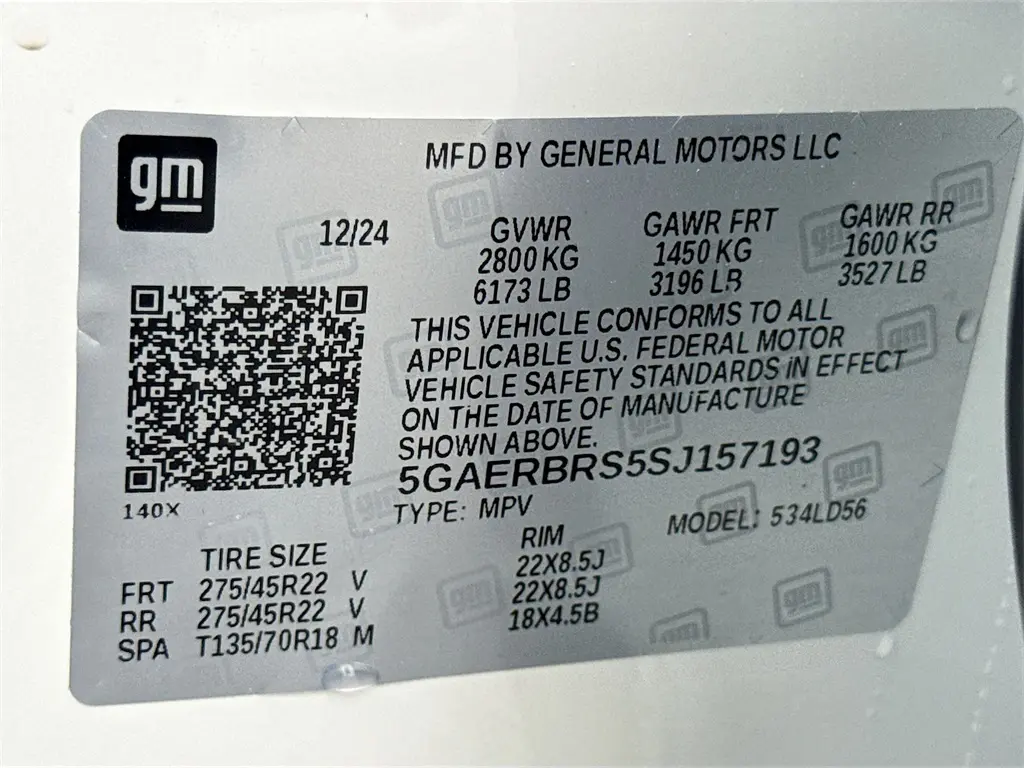 gm
MFD BY GENERAL MOTORS LLC
12/24 GVWR GAWR FRT GAWR RR
2800 KG 1450 KG 1600 KG
6173 LB 3196 LB 3527 LB
THIS VEHICLE CONFORMS TO ALL
APPLICABLE U.S. FEDERAL MOTOR
VEHICLE SAFETY STANDARDS IN EFFECT
ON THE DATE OF MANUFACTURE
SHOWN ABOVE.
5GAERBRS5SJ157193
140X
TYPE: MPV MODEL: 534LD56
TIRE SIZE RIM
FRT 275/45R22 V 22X8.5J
RR 275/45R22 V 22X8.5J
SPA T135/70R18 M 18X4.5B